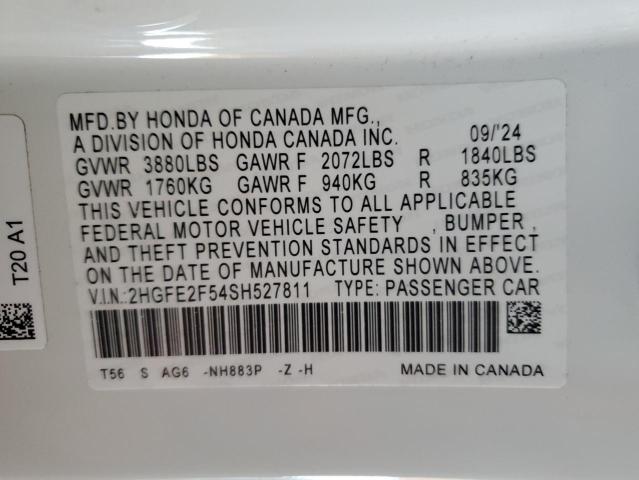 MFD.BY HONDA OF CANADA MFG.,
A DIVISION OF HONDA CANADA INC. 09/'24
GVWR 3880LBS GAWR F 2072LBS R 1840LBS
GVWR 1760KG GAWR F 940KG R 835KG
THIS VEHICLE CONFORMS TO ALL APPLICABLE
FEDERAL MOTOR VEHICLE SAFETY , BUMPER ,
AND THEFT PREVENTION STANDARDS IN EFFECT
ON THE DATE OF MANUFACTURE SHOWN ABOVE.
V.I.N.:2HGFE2F54SH527811 TYPE: PASSENGER CAR
T56 S AG6 -NH883P -Z -H MADE IN CANADA
T20 A1